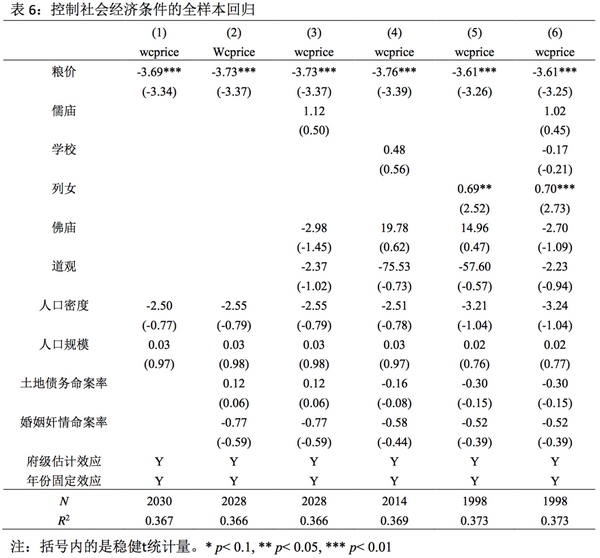 表 6：控制社会经济条件的全样本回归
(1) (2) (3) (4) (5) (6)
wcprice Wcprice wcprice wcprice wcprice wcprice
粮价 -3.69*** -3.73*** -3.73*** -3.76*** -3.61*** -3.61***
(-3.34) (-3.37) (-3.37) (-3.39) (-3.26) (-3.25)
儒庙 1.12 1.02
(0.50) (0.45)
学校 0.48 -0.17
(0.56) (-0.21)
列女 0.69** 0.70***
(2.52) (2.73)
佛庙 -2.98 19.78 14.96 -2.70
(-1.45) (0.62) (0.47) (-1.09)
道观 -2.37 -75.53 -57.60 -2.23
(-1.02) (-0.73) (-0.57) (-0.94)
人口密度 -2.50 -2.55 -2.55 -2.51 -3.21 -3.24
(-0.77) (-0.79) (-0.79) (-0.78) (-1.04) (-1.04)
人口规模 0.03 0.03 0.03 0.03 0.02 0.02
(0.97) (0.98) (0.98) (0.97) (0.76) (0.77)
土地债务命案率 0.12 0.12 -0.16 -0.30 -0.30
(0.06) (0.06) (-0.08) (-0.15) (-0.15)
婚姻奸情命案率 -0.77 -0.77 -0.58 -0.52 -0.52
(-0.59) (-0.59) (-0.44) (-0.39) (-0.39)
府级估计效应 Y Y Y Y Y Y
年份固定效应 Y Y Y Y Y Y
N 2030 2028 2028 2014 1998 1998
R² 0.367 0.366 0.366 0.369 0.373 0.373
注：括号内的是稳健t统计量。* p< 0.1, ** p< 0.05, *** p< 0.01